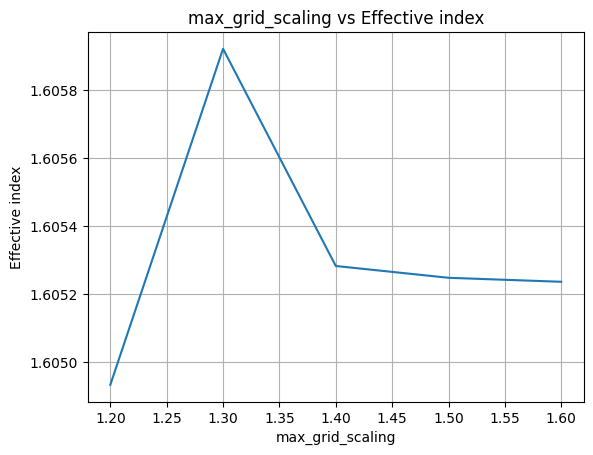 max_grid_scaling vs Effective index
1.6058
1.6056
1.6054
1.6052
1.6050
Effective index
1.20 1.25 1.30 1.35 1.40 1.45 1.50 1.55 1.60
max_grid_scaling